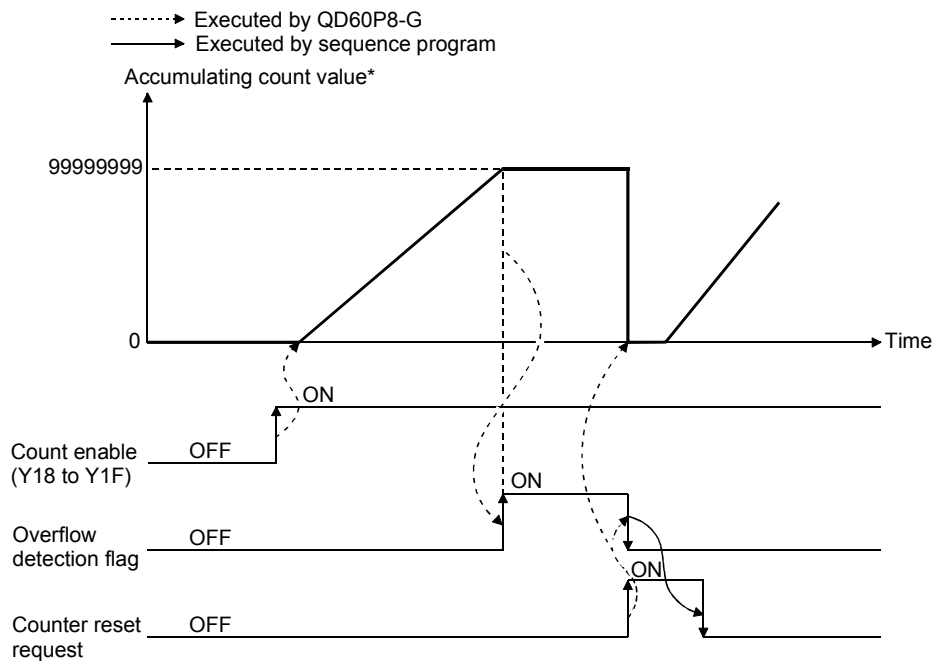 Executed by QD60P8-G
Executed by sequence program
Accumulating count value*
99999999
0
Time
ON
Count enable
(Y18 to Y1F)
OFF
ON
Overflow
detection flag
OFF
ON
Counter reset
request
OFF